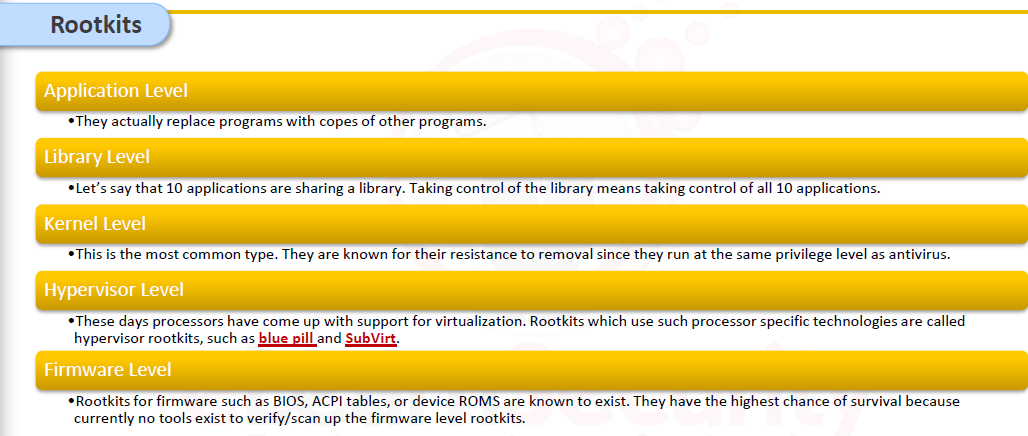 Rootkits
Application Level
•They actually replace programs with copes of other programs.
Library Level
•Let's say that 10 applications are sharing a library. Taking control of the library means taking control of all 10 applications.
Kernel Level
•This is the most common type. They are known for their resistance to removal since they run at the same privilege level as antivirus.
Hypervisor Level
•These days processors have come up with support for virtualization. Rootkits which use such processor specific technologies are called
hypervisor rootkits, such as blue pill and SubVirt.
Firmware Level
•Rootkits for firmware such as BIOS, ACPI tables, or device ROMS are known to exist. They have the highest chance of survival because
currently no tools exist to verify/scan up the firmware level rootkits.